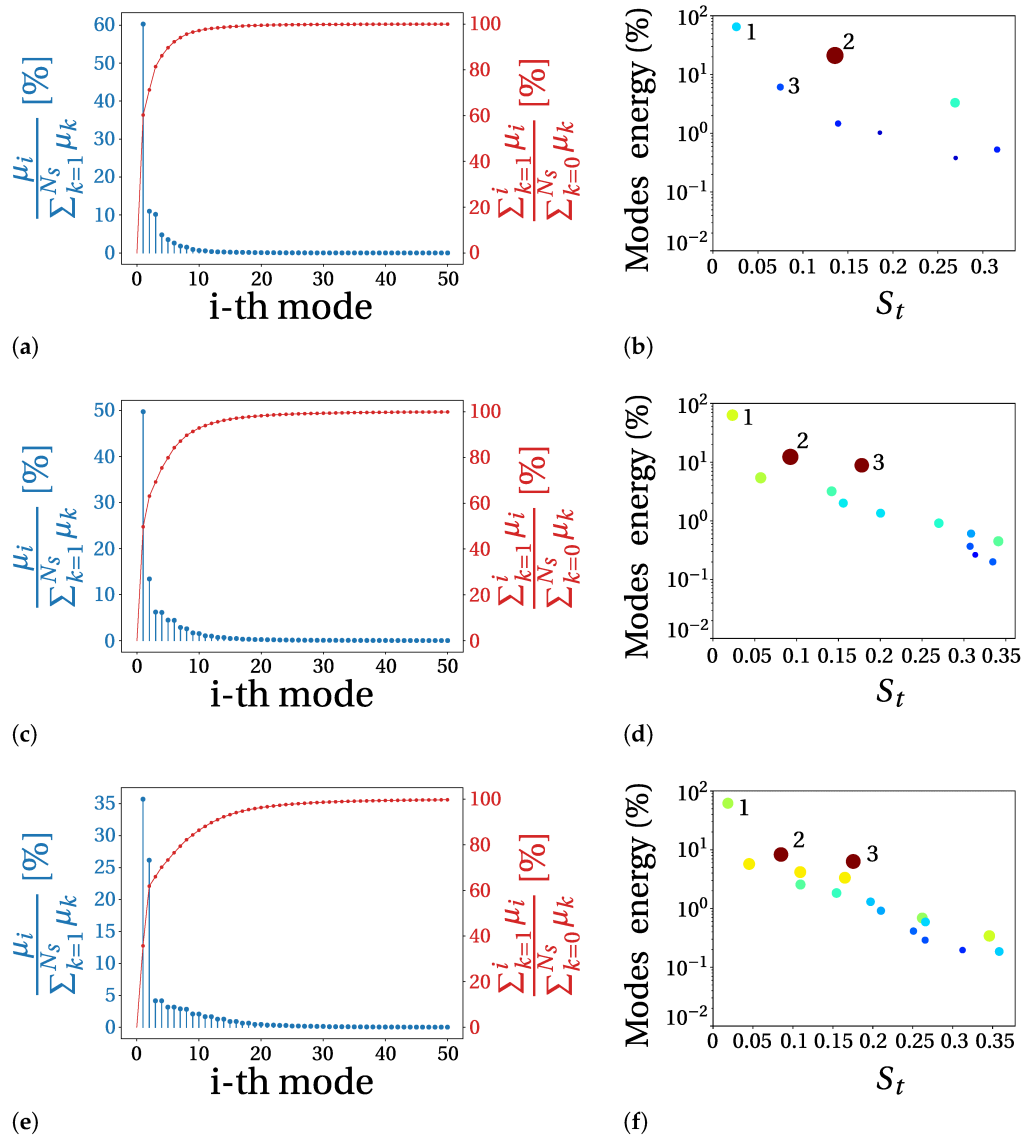 60
50
40
30
20
10
0
μ_i / Σ_{k=1}^{N_s} μ_k [%]
100
80
60
40
20
0
Σ_{k=1}^{i} μ_i / Σ_{k=0}^{N_s} μ_k [%]
0 10 20 30 40 50
i-th mode
(a)
Modes energy (%)
10^2
10^1
10^0
10^{-1}
10^{-2}
1
2
3
0 0.05 0.1 0.15 0.2 0.25 0.3
S_t
(b)
50
40
30
20
10
0
μ_i / Σ_{k=1}^{N_s} μ_k [%]
100
80
60
40
20
0
Σ_{k=1}^{i} μ_i / Σ_{k=0}^{N_s} μ_k [%]
0 10 20 30 40 50
i-th mode
(c)
Modes energy (%)
10^2
10^1
10^0
10^{-1}
10^{-2}
1
2
3
0 0.05 0.1 0.15 0.2 0.25 0.3 0.35
S_t
(d)
35
30
25
20
15
10
5
0
μ_i / Σ_{k=1}^{N_s} μ_k [%]
100
80
60
40
20
0
Σ_{k=1}^{i} μ_i / Σ_{k=0}^{N_s} μ_k [%]
0 10 20 30 40 50
i-th mode
(e)
Modes energy (%)
10^2
10^1
10^0
10^{-1}
10^{-2}
1
2
3
0 0.05 0.1 0.15 0.2 0.25 0.3 0.35
S_t
(f)